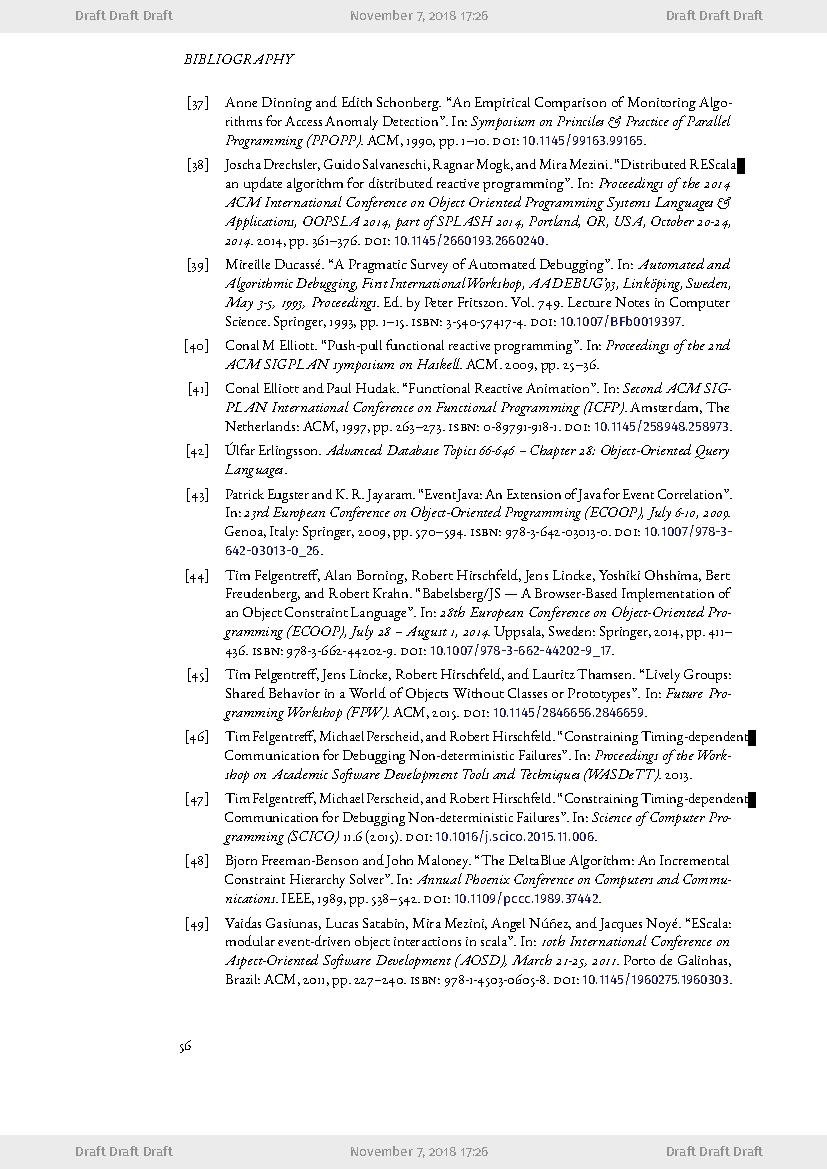 Draft Draft Draft November 7, 2018 17:26 Draft Draft Draft
BIBLIOGRAPHY
[37] Anne Dinning and Edith Schonberg. “An Empirical Comparison of Monitoring Algo-
rithms for Access Anomaly Detection”. In: Symposium on Princiles & Practice of Parallel
Programming (PPOPP). ACM, 1990, pp. 1–10. DOI: 10.1145/99163.99165.
[38] Joscha Drechsler, Guido Salvaneschi, Ragnar Mogk, and Mira Mezini. “Distributed REScala
an update algorithm for distributed reactive programming”. In: Proceedings of the 2014
ACM International Conference on Object Oriented Programming Systems Languages &
Applications, OOPSLA 2014, part of SPLASH 2014, Portland, OR, USA, October 20-24,
2014. 2014, pp. 361–376. DOI: 10.1145/2660193.2660240.
[39] Mireille Ducassé. “A Pragmatic Survey of Automated Debugging”. In: Automated and
Algorithmic Debugging, First International Workshop, AADEBUG’93, Linköping, Sweden,
May 3-5, 1993, Proceedings. Ed. by Peter Fritszon. Vol. 749. Lecture Notes in Computer
Science. Springer, 1993, pp. 1–15. ISBN: 3-540-57417-4. DOI: 10.1007/BFb0019397.
[40] Conal M Elliott. “Push-pull functional reactive programming”. In: Proceedings of the 2nd
ACM SIGPLAN symposium on Haskell. ACM. 2009, pp. 25–36.
[41] Conal Elliott and Paul Hudak. “Functional Reactive Animation”. In: Second ACM SIG-
PLAN International Conference on Functional Programming (ICFP). Amsterdam, The
Netherlands: ACM, 1997, pp. 263–273. ISBN: 0-89791-918-1. DOI: 10.1145/258948.258973.
[42] Úlfar Erlingsson. Advanced Database Topics 66-646 – Chapter 28: Object-Oriented Query
Languages.
[43] Patrick Eugster and K. R. Jayaram. “EventJava: An Extension of Java for Event Correlation”.
In: 23rd European Conference on Object-Oriented Programming (ECOOP), July 6-10, 2009.
Genoa, Italy: Springer, 2009, pp. 570–594. ISBN: 978-3-642-03013-0. DOI: 10.1007/978-3-
642-03013-0_26.
[44] Tim Felgentreff, Alan Borning, Robert Hirschfeld, Jens Lincke, Yoshiki Ohshima, Bert
Freudenberg, and Robert Krahn. “Babelsberg/JS — A Browser-Based Implementation of
an Object Constraint Language”. In: 28th European Conference on Object-Oriented Pro-
gramming (ECOOP), July 28 – August 1, 2014. Uppsala, Sweden: Springer, 2014, pp. 411–
436. ISBN: 978-3-662-44202-9. DOI: 10.1007/978-3-662-44202-9_17.
[45] Tim Felgentreff, Jens Lincke, Robert Hirschfeld, and Lauritz Thamsen. “Lively Groups:
Shared Behavior in a World of Objects Without Classes or Prototypes”. In: Future Pro-
gramming Workshop (FPW). ACM, 2015. DOI: 10.1145/2846656.2846659.
[46] Tim Felgentreff, Michael Perscheid, and Robert Hirschfeld. “Constraining Timing-dependent
Communication for Debugging Non-deterministic Failures”. In: Proceedings of the Work-
shop on Academic Software Development Tools and Techniques (WASDeTT). 2013.
[47] Tim Felgentreff, Michael Perscheid, and Robert Hirschfeld. “Constraining Timing-dependent
Communication for Debugging Non-deterministic Failures”. In: Science of Computer Pro-
gramming (SCICO) 11.6 (2015). DOI: 10.1016/j.scico.2015.11.006.
[48] Bjorn Freeman-Benson and John Maloney. “The DeltaBlue Algorithm: An Incremental
Constraint Hierarchy Solver”. In: Annual Phoenix Conference on Computers and Commu-
nications. IEEE, 1989, pp. 538–542. DOI: 10.1109/pccc.1989.37442.
[49] Vaidas Gasiunas, Lucas Satabin, Mira Mezini, Angel Núñez, and Jacques Noyé. “EScala:
modular event-driven object interactions in scala”. In: 10th International Conference on
Aspect-Oriented Software Development (AOSD), March 21-25, 2011. Porto de Galinhas,
Brazil: ACM, 2011, pp. 227–240. ISBN: 978-1-4503-0605-8. DOI: 10.1145/1960275.1960303.
56
Draft Draft Draft November 7, 2018 17:26 Draft Draft Draft